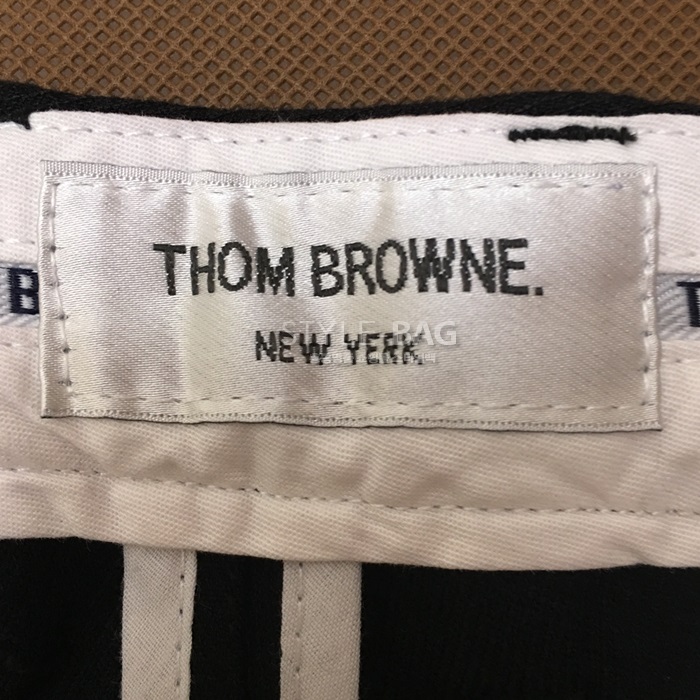 THOM BROWNE.
STYLE BAG
NEW YERK
B
T